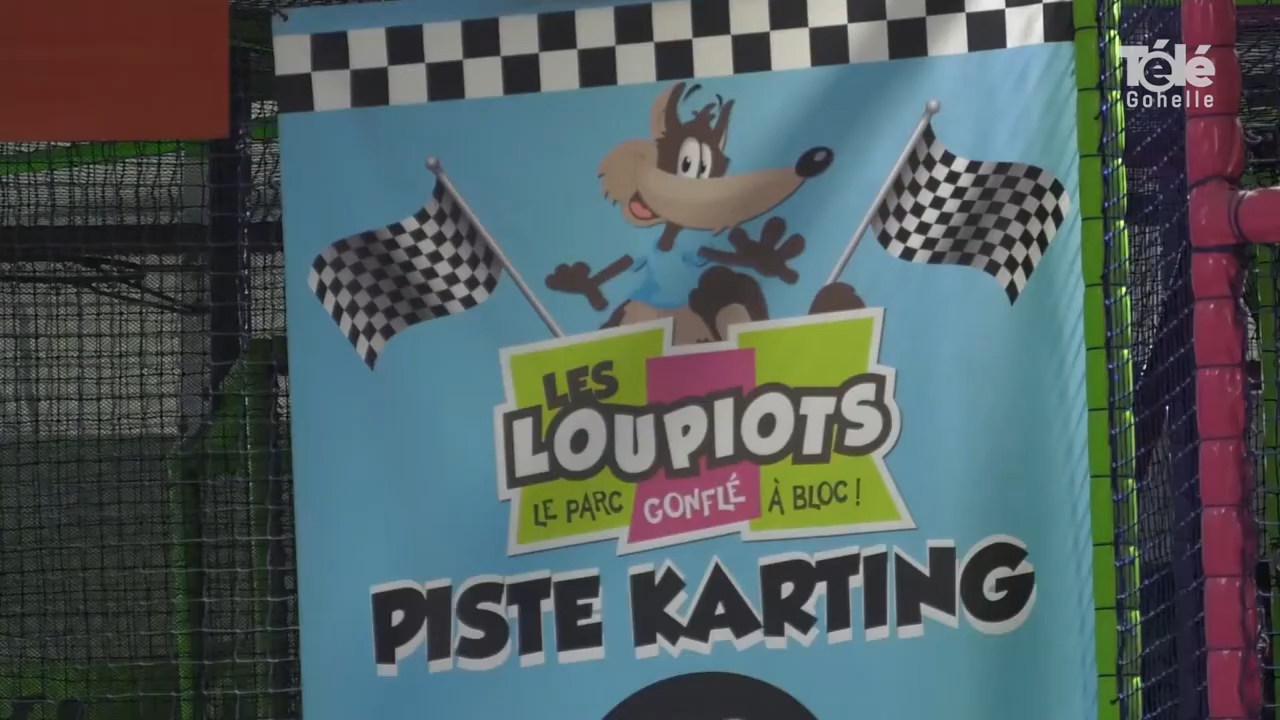 Télé
Gohelle
LES
LOUPIOTS
LE PARC GONFLÉ À BLOC !
PISTE KARTING